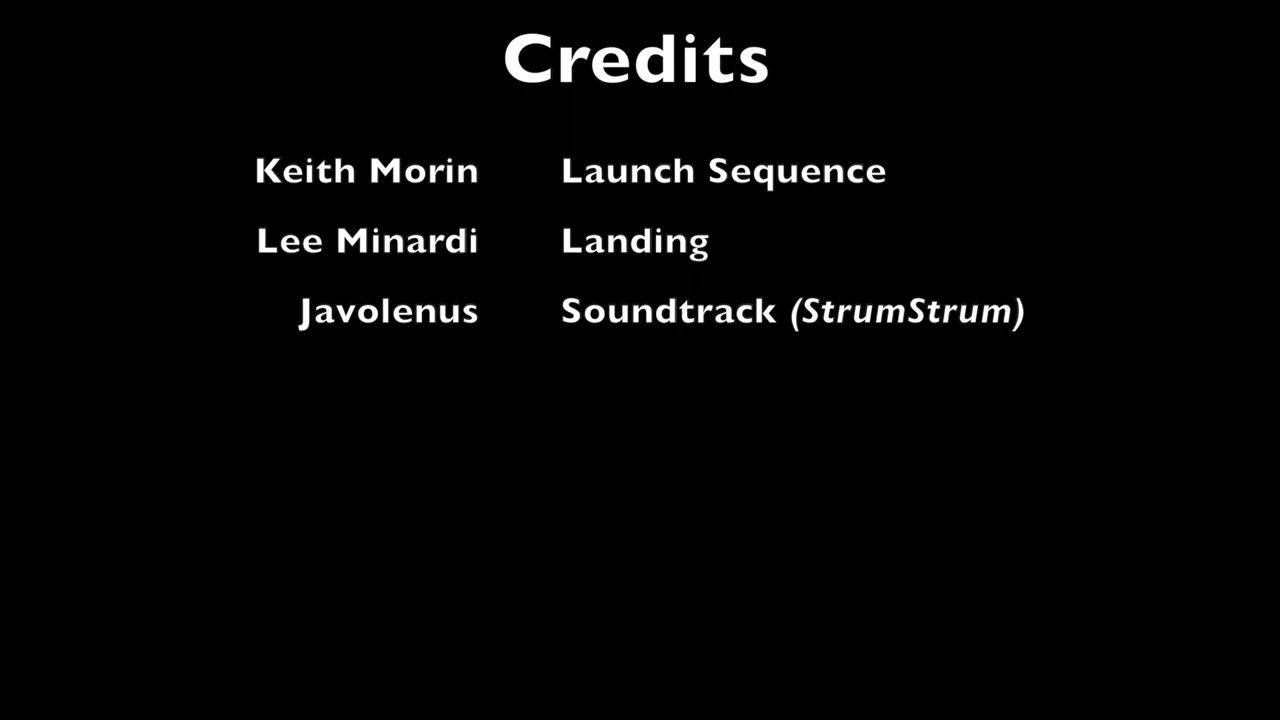 Credits
Keith Morin Launch Sequence
Lee Minardi Landing
Javolenus Soundtrack (StrumStrum)